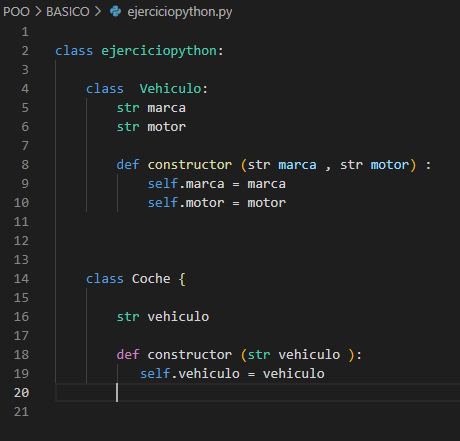 POO > BASICO > ejerciciopython.py
1
2 class ejerciciopython:
3
4     class  Vehiculo:
5         str marca
6         str motor
7
8         def constructor (str marca , str motor) :
9             self.marca = marca
10             self.motor = motor
11
12
13
14     class Coche {
15
16         str vehiculo
17
18         def constructor (str vehiculo ):
19            self.vehiculo = vehiculo
20
21